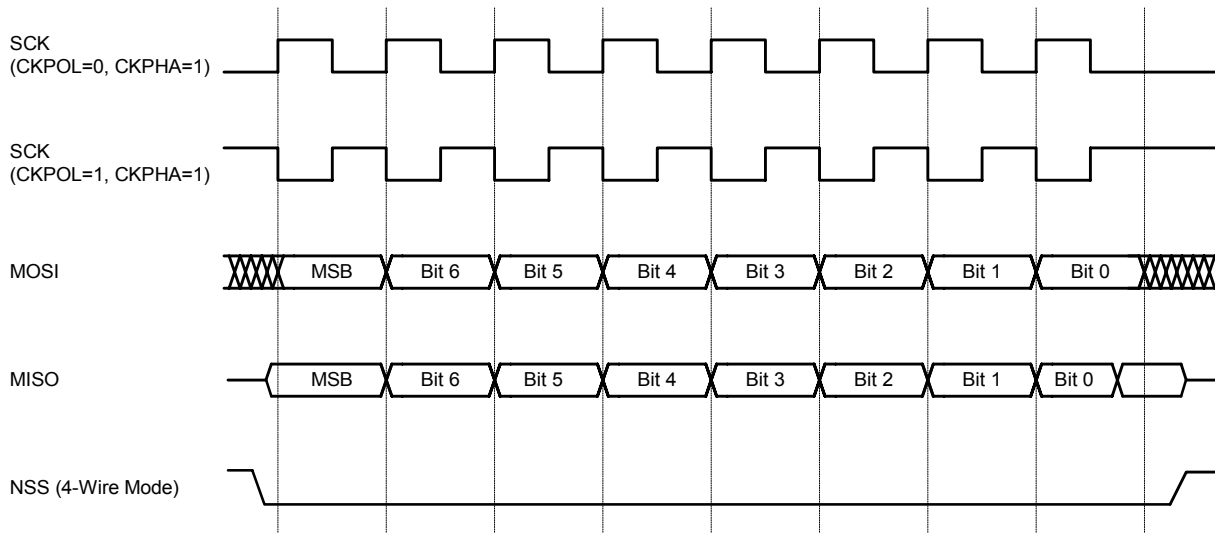 SCK
(CKPOL=0, CKPHA=1)
SCK
(CKPOL=1, CKPHA=1)
MOSI
MSB
Bit 6
Bit 5
Bit 4
Bit 3
Bit 2
Bit 1
Bit 0
MISO
MSB
Bit 6
Bit 5
Bit 4
Bit 3
Bit 2
Bit 1
Bit 0
NSS (4-Wire Mode)